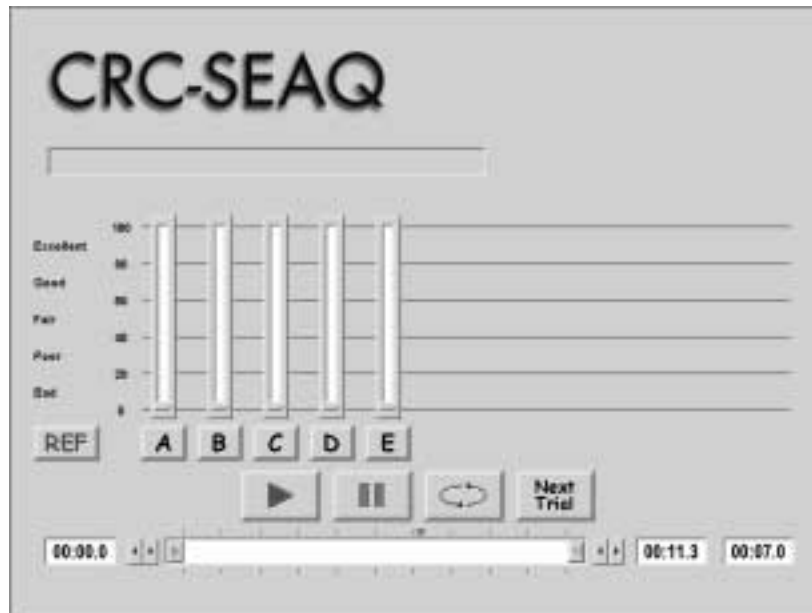 CRC-SEAQ
100
Excellent
80
Good
60
Fair
40
Poor
20
Bad
0
REF A B C D E
Next
Trial
00:00.0 00:11.3 00:07.0